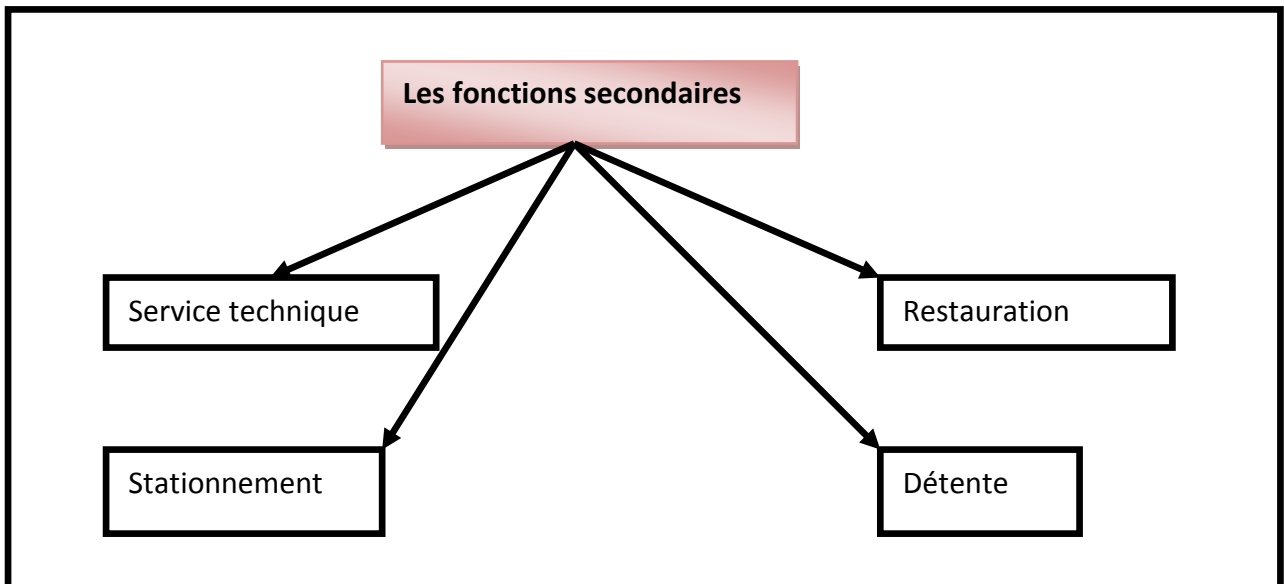 Les fonctions secondaires
Service technique
Restauration
Stationnement
Détente